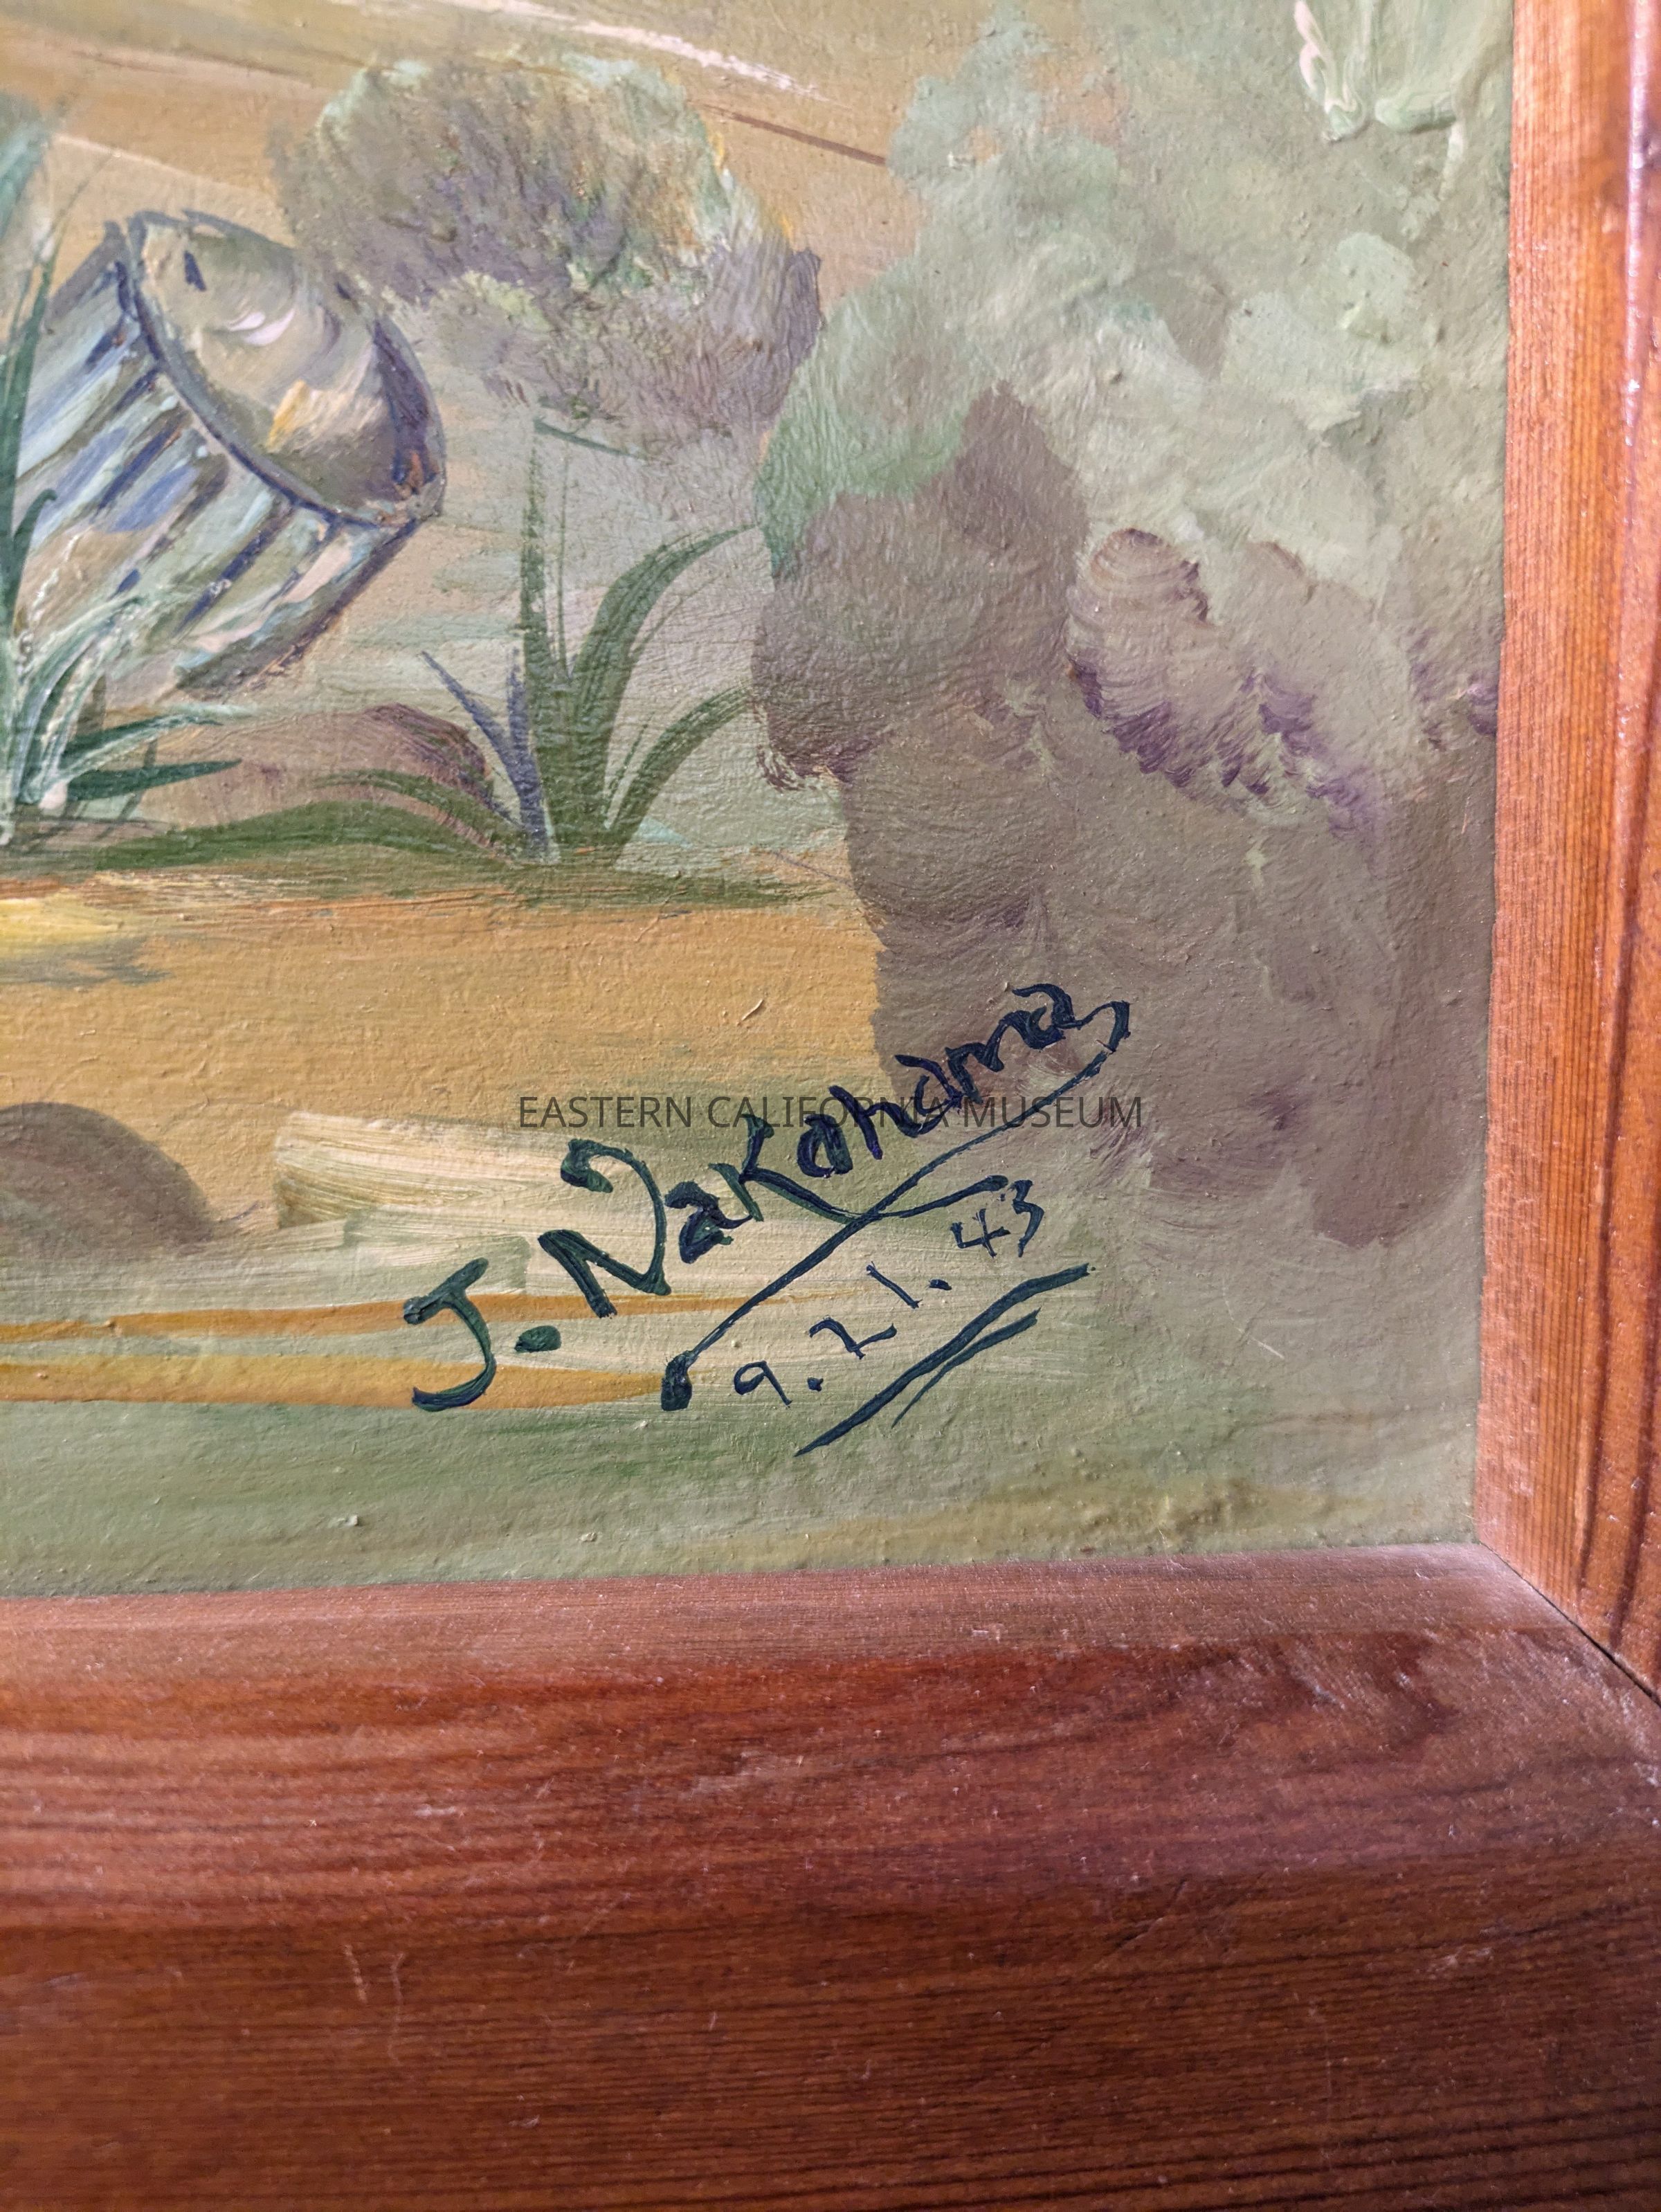 J. Nakahama
9.21.43
EASTERN CALIFORNIA MUSEUM